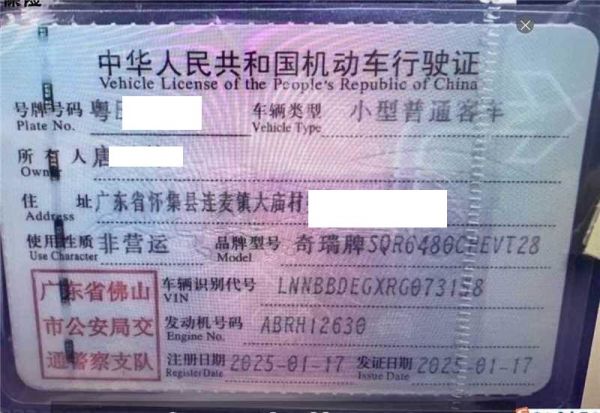 中华人民共和国机动车行驶证
Vehicle License of the People's Republic of China
号牌号码 粤 车辆类型 小型普通客车
Plate No. Vehicle Type
所有人 唐
Owner
住址 广东省怀集县连麦镇大庙村
Address
使用性质 非营运 品牌型号 奇瑞牌SQR6480CHEVT28
Use Character Model
广东省佛山
市公安局交
通警察支队
车辆识别代号 LNNBBDEGXRG073158
VIN
发动机号码 ABRH12630
Engine No.
注册日期 2025-01-17 发证日期 2025-01-17
Register Date Issue Date